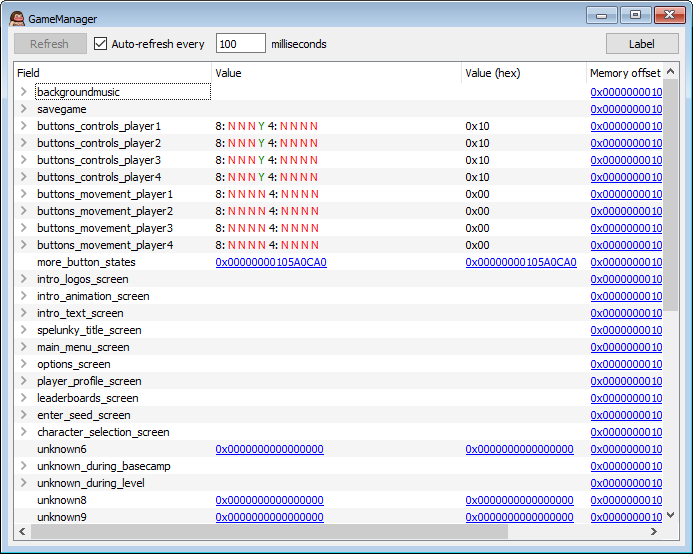 GameManager
Refresh Auto-refresh every 100 milliseconds Label
Field Value Value (hex) Memory offset
backgroundmusic 0x0000000010
savegame 0x0000000010
buttons_controls_player1 8: N N N Y 4: N N N N 0x10 0x0000000010
buttons_controls_player2 8: N N N Y 4: N N N N 0x10 0x0000000010
buttons_controls_player3 8: N N N Y 4: N N N N 0x10 0x0000000010
buttons_controls_player4 8: N N N Y 4: N N N N 0x10 0x0000000010
buttons_movement_player1 8: N N N N 4: N N N N 0x00 0x0000000010
buttons_movement_player2 8: N N N N 4: N N N N 0x00 0x0000000010
buttons_movement_player3 8: N N N N 4: N N N N 0x00 0x0000000010
buttons_movement_player4 8: N N N N 4: N N N N 0x00 0x0000000010
more_button_states 0x00000000105A0CA0 0x00000000105A0CA0 0x0000000010
intro_logos_screen 0x0000000010
intro_animation_screen 0x0000000010
intro_text_screen 0x0000000010
spelunky_title_screen 0x0000000010
main_menu_screen 0x0000000010
options_screen 0x0000000010
player_profile_screen 0x0000000010
leaderboards_screen 0x0000000010
enter_seed_screen 0x0000000010
character_selection_screen 0x0000000010
unknown6 0x0000000000000000 0x0000000000000000 0x0000000010
unknown_during_basecamp 0x0000000010
unknown_during_level 0x0000000010
unknown8 0x0000000000000000 0x0000000000000000 0x0000000010
unknown9 0x0000000000000000 0x0000000000000000 0x0000000010